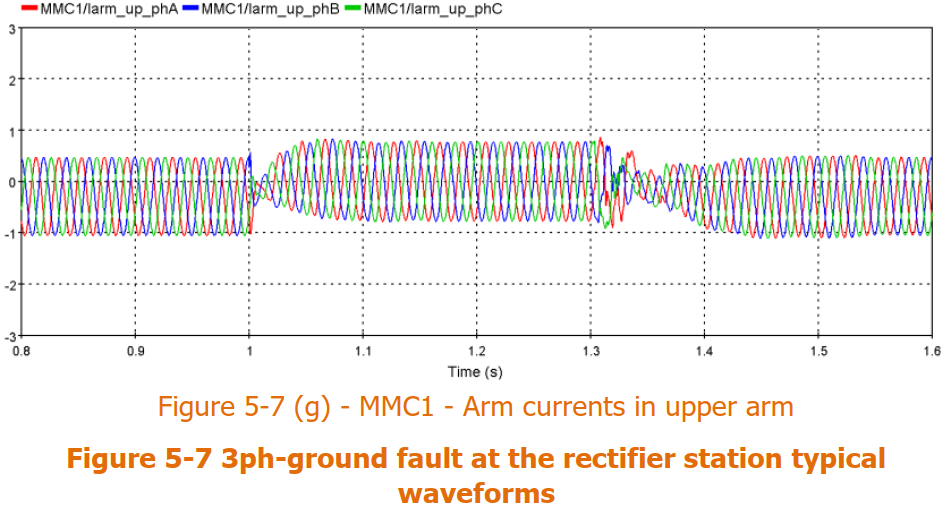 MMC1/Iarm_up_phA MMC1/Iarm_up_phB MMC1/Iarm_up_phC
3
2
1
0
-1
-2
-3
0.8 0.9 1 1.1 1.2 1.3 1.4 1.5 1.6
Time (s)
Figure 5-7 (g) - MMC1 - Arm currents in upper arm
Figure 5-7 3ph-ground fault at the rectifier station typical
waveforms